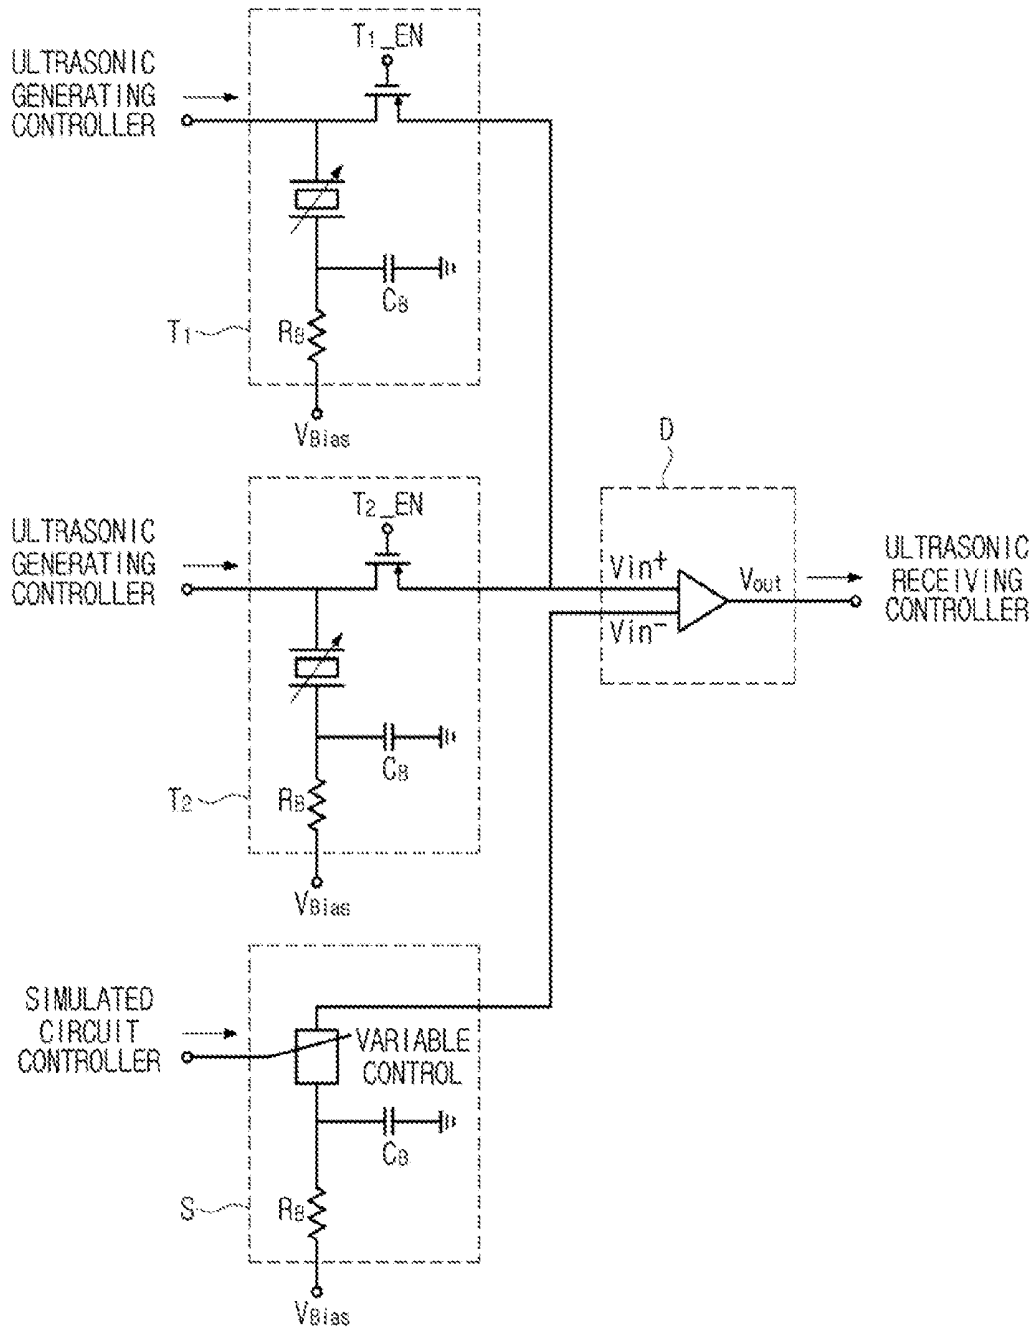 T1_EN
ULTRASONIC
GENERATING
CONTROLLER
CB
RB
T1
VBias
D
T2_EN
ULTRASONIC
GENERATING
CONTROLLER
Vin+
Vin-
Vout
ULTRASONIC
RECEIVING
CONTROLLER
CB
RB
T2
VBias
SIMULATED
CIRCUIT
CONTROLLER
VARIABLE
CONTROL
CB
RB
S
VBias